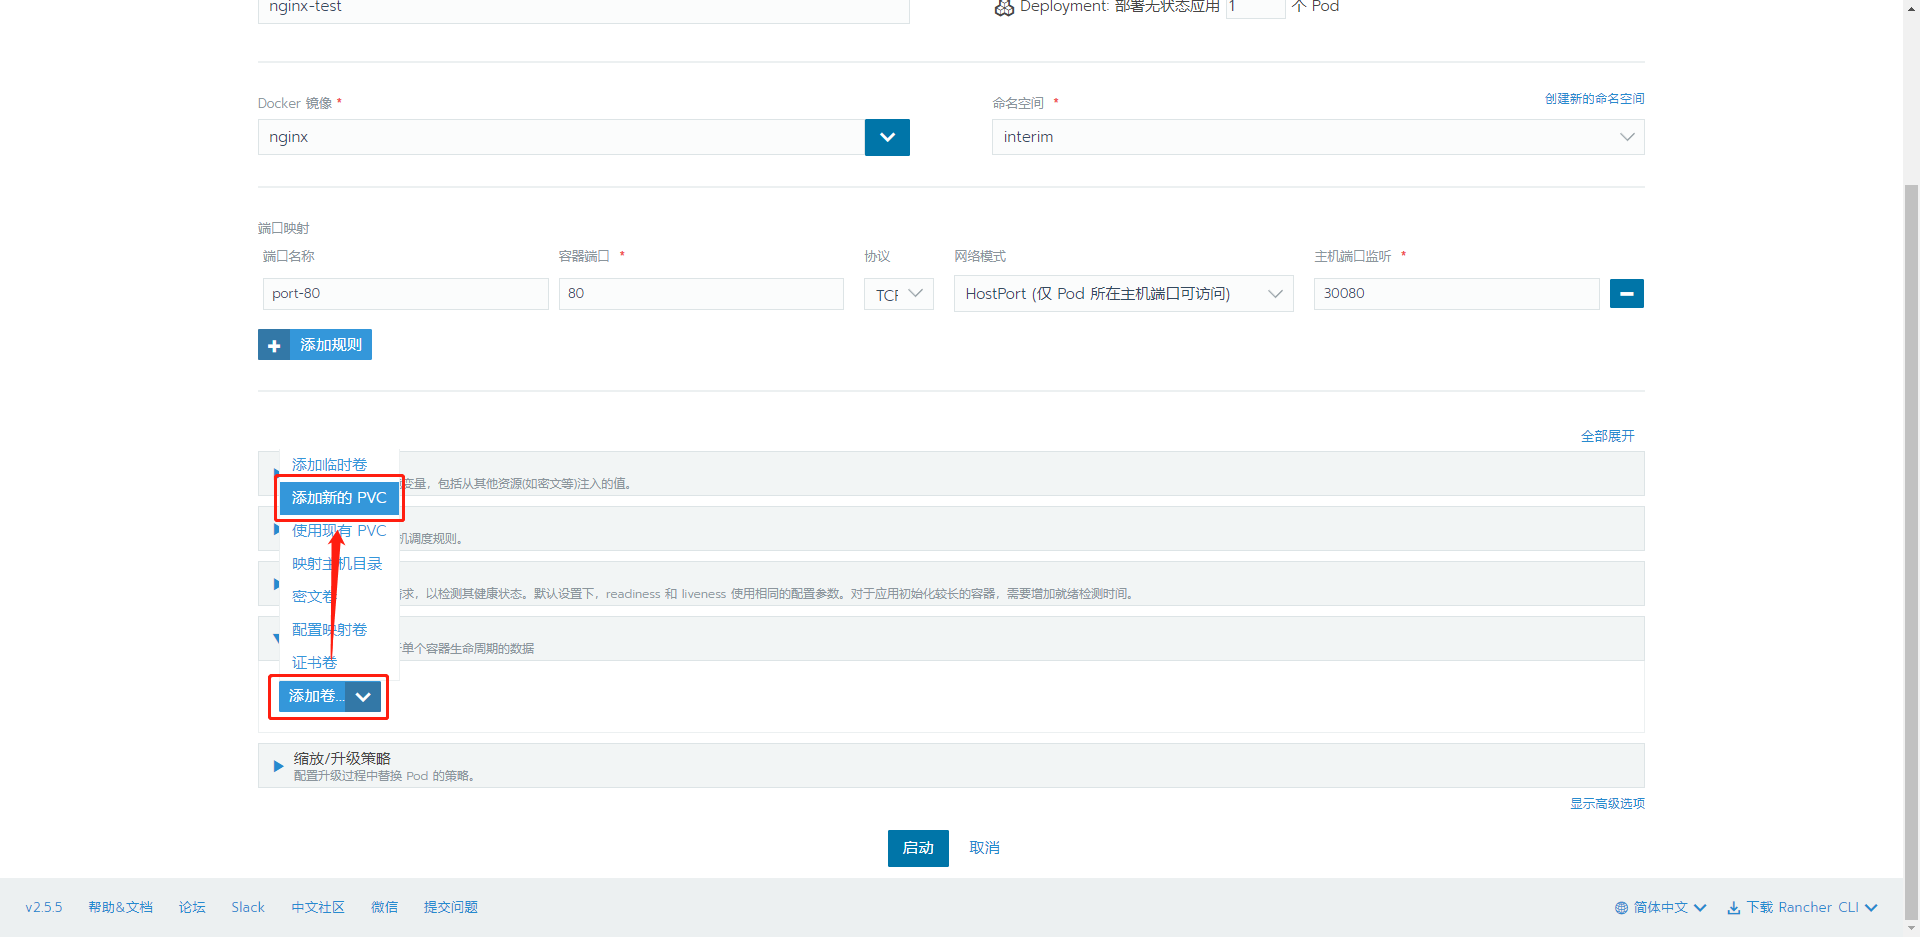 nginx-test
Deployment: 部署无状态应用 1 个 Pod
Docker 镜像 *
命名空间 *
创建新的命名空间
nginx
interim
端口映射
端口名称
容器端口 *
协议
网络模式
主机端口监听 *
port-80
80
TCP
HostPort (仅 Pod 所在主机端口可访问)
30080
添加规则
全部展开
添加临时卷
变量，包括从其他资源(如密文等)注入的值。
添加新的 PVC
使用现有 PVC
机调度规则。
映射主机目录
密文卷
求，以检测其健康状态。默认设置下，readiness 和 liveness 使用相同的配置参数。对于应用初始化较长的容器，需要增加就绪检测时间。
配置映射卷
单个容器生命周期的数据
证书卷
添加卷...
缩放/升级策略
配置升级过程中替换 Pod 的策略。
显示高级选项
启动
取消
v2.5.5
帮助&文档
论坛
Slack
中文社区
微信
提交问题
简体中文
下载 Rancher CLI